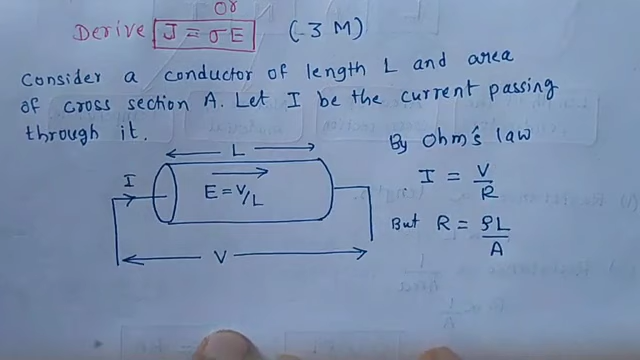 or
Derive J = σE (-3 M)
Consider a conductor of length L and area
of cross section A. Let I be the current passing
through it.
By Ohm's law
I = V/R
But R = ρL/A
L
I
E = V/L
V